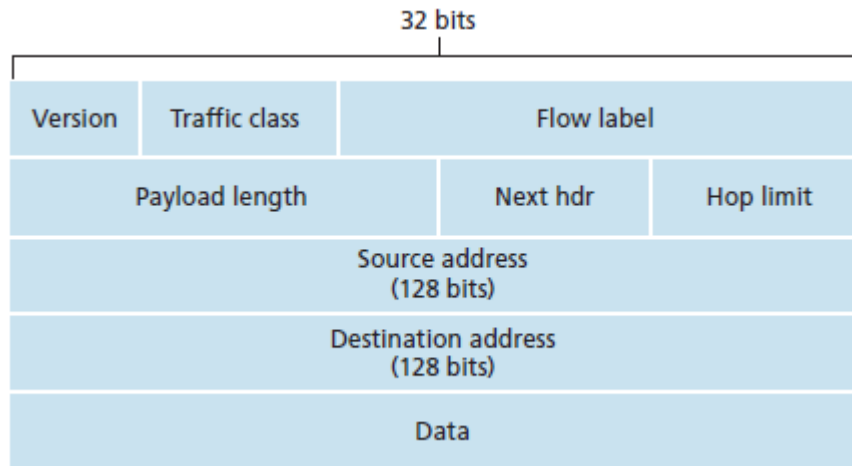 32 bits
Version Traffic class Flow label
Payload length Next hdr Hop limit
Source address
(128 bits)
Destination address
(128 bits)
Data